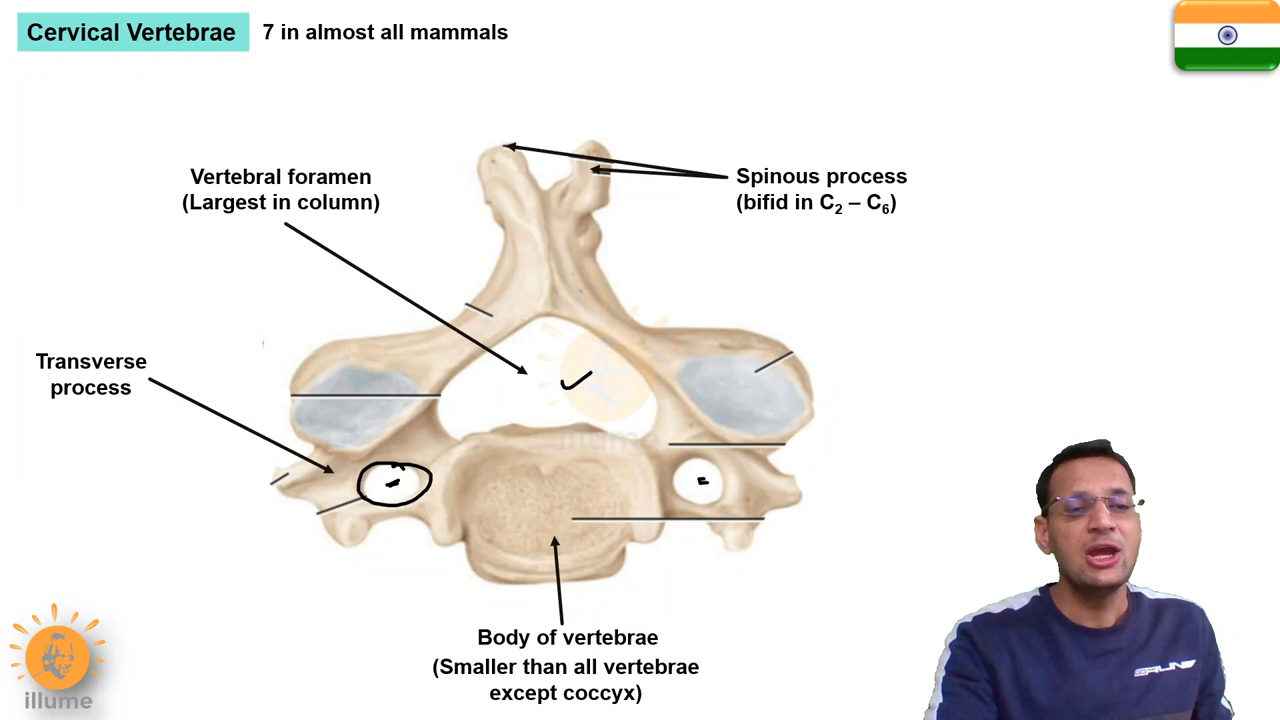 Cervical Vertebrae
7 in almost all mammals
Vertebral foramen
(Largest in column)
Spinous process
(bifid in C₂ – C₆)
Transverse
process
Body of vertebrae
(Smaller than all vertebrae
except coccyx)
illume
illume